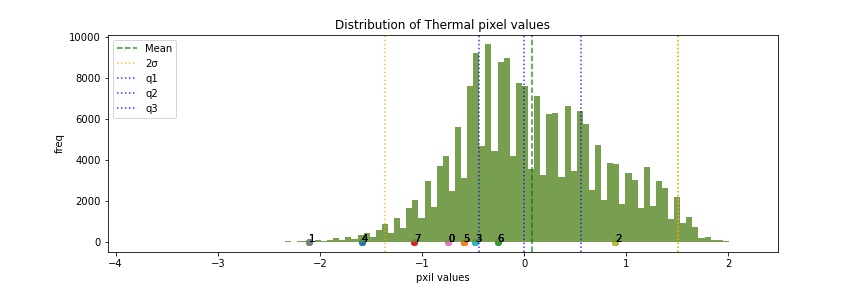 Distribution of Thermal pixel values
10000
8000
6000
4000
2000
0
freq
Mean
2σ
q1
q2
q3
1
4
7
0
5
3
6
2
−4
−3
−2
−1
0
1
2
pxil values